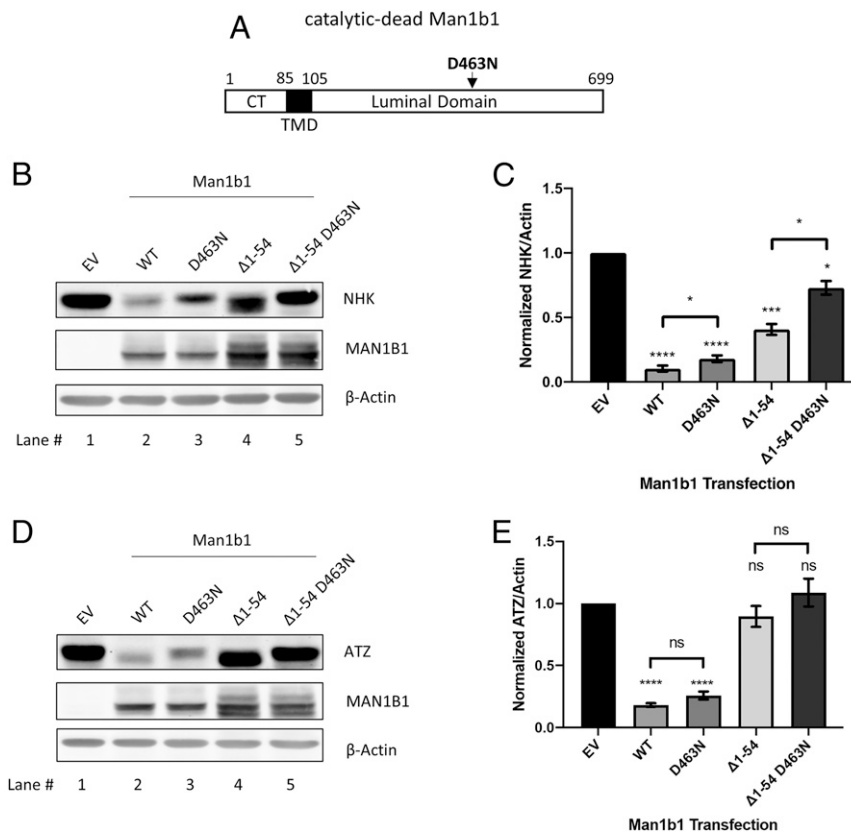 A
catalytic-dead Man1b1
D463N
1 85 105 699
CT Luminal Domain
TMD
B
Man1b1
EV WT D463N Δ1-54 Δ1-54 D463N
NHK
MAN1B1
β-Actin
Lane # 1 2 3 4 5
C
Normalized NHK/Actin
1.5
1.0
0.5
0.0
* *
* *** ****
****
EV WT D463N Δ1-54 Δ1-54 D463N
Man1b1 Transfection
D
Man1b1
EV WT D463N Δ1-54 Δ1-54 D463N
ATZ
MAN1B1
β-Actin
Lane # 1 2 3 4 5
E
Normalized ATZ/Actin
1.5
1.0
0.5
0.0
ns
ns ns
ns
**** ****
EV WT D463N Δ1-54 Δ1-54 D463N
Man1b1 Transfection